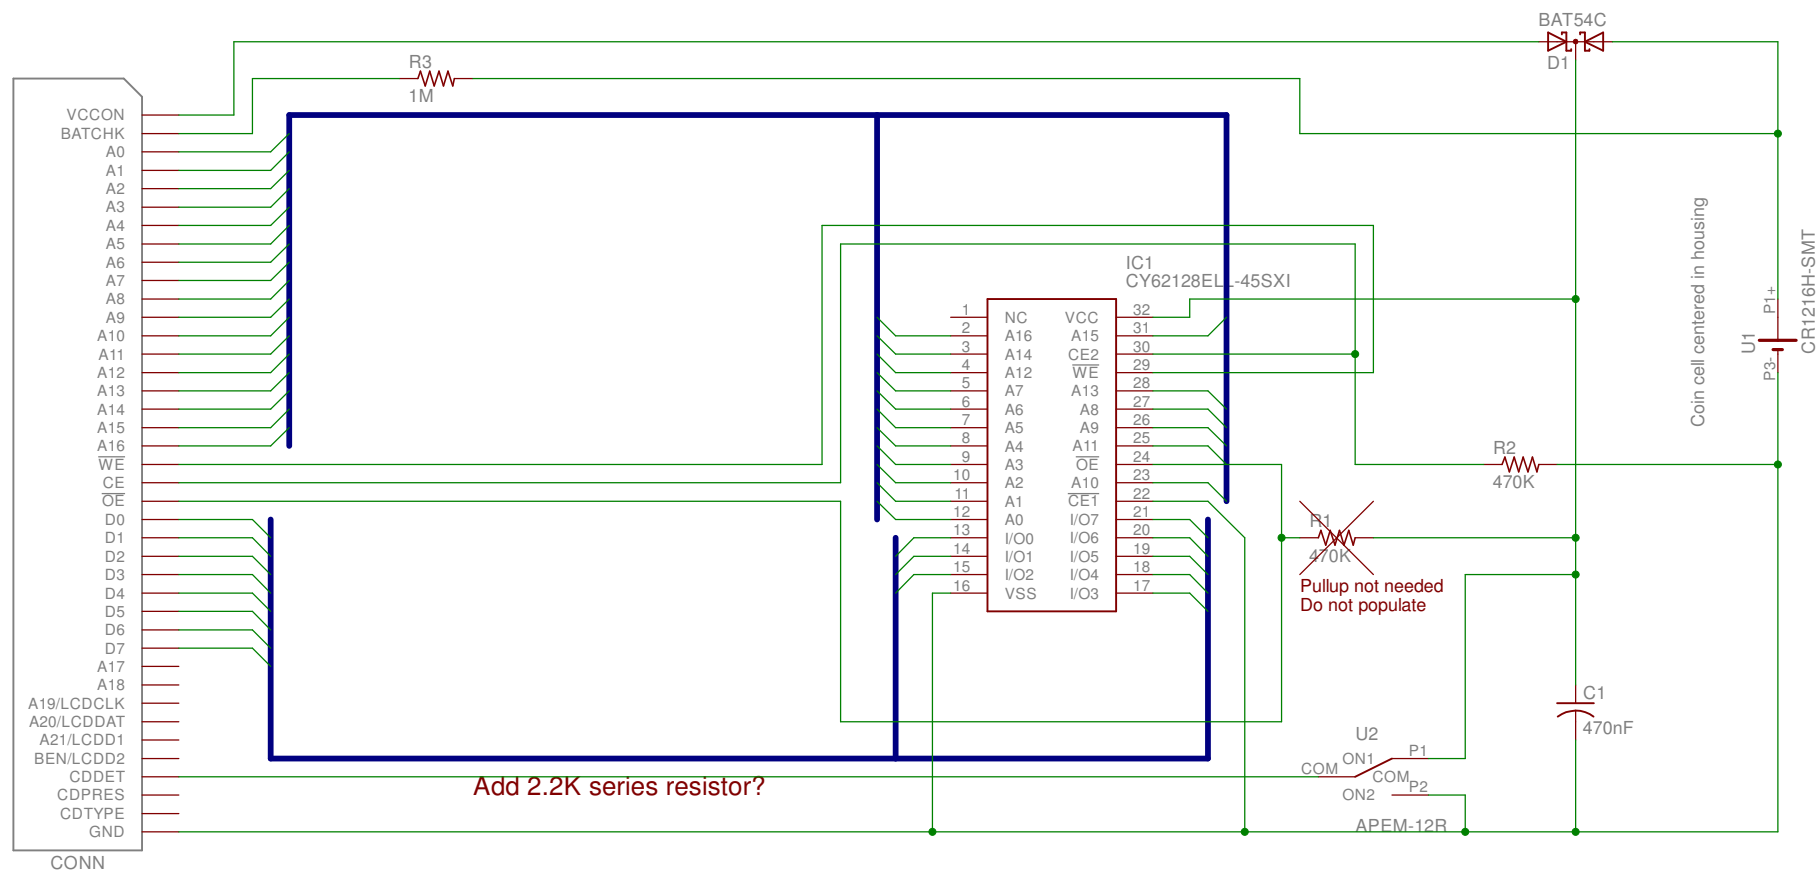 BAT54C
D1
R3
1M
VCCON
BATCHK
A0
A1
A2
A3
A4
A5
A6
A7
A8
A9
A10
A11
A12
A13
A14
A15
A16
WE
CE
OE
D0
D1
D2
D3
D4
D5
D6
D7
A17
A18
A19/LCDCLK
A20/LCDDAT
A21/LCDD1
BEN/LCDD2
CDDET
CDPRES
CDTYPE
GND
CONN
IC1
CY62128ELL-45SXI
1 NC VCC 32
2 A16 A15 31
3 A14 CE2 30
4 A12 WE 29
5 A7 A13 28
6 A6 A8 27
7 A5 A9 26
8 A4 A11 25
9 A3 OE 24
10 A2 A10 23
11 A1 CE1 22
12 A0 I/O7 21
13 I/O0 I/O6 20
14 I/O1 I/O5 19
15 I/O2 I/O4 18
16 VSS I/O3 17
Coin cell centered in housing
U1
P1+
P3-
CR1216H-SMT
R2
470K
R1
470K
Pullup not needed
Do not populate
C1
470nF
U2
ON1 P1
COM COM
ON2 P2
APEM-12R
Add 2.2K series resistor?